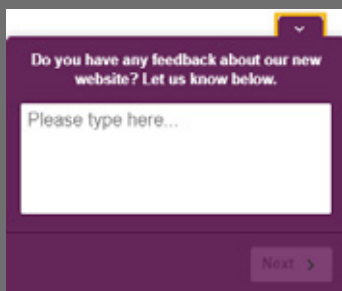 Do you have any feedback about our new
website? Let us know below.
Please type here...
Next